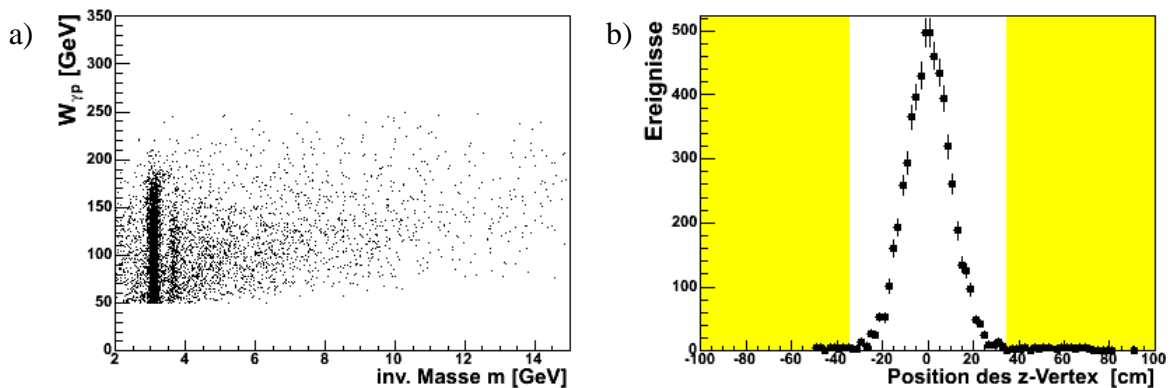 a)
W_γp [GeV]
350
300
250
200
150
100
50
0
2 4 6 8 10 12 14
inv. Masse m [GeV]
b)
Ereignisse
500
400
300
200
100
0
-100 -80 -60 -40 -20 0 20 40 60 80 100
Position des z-Vertex [cm]